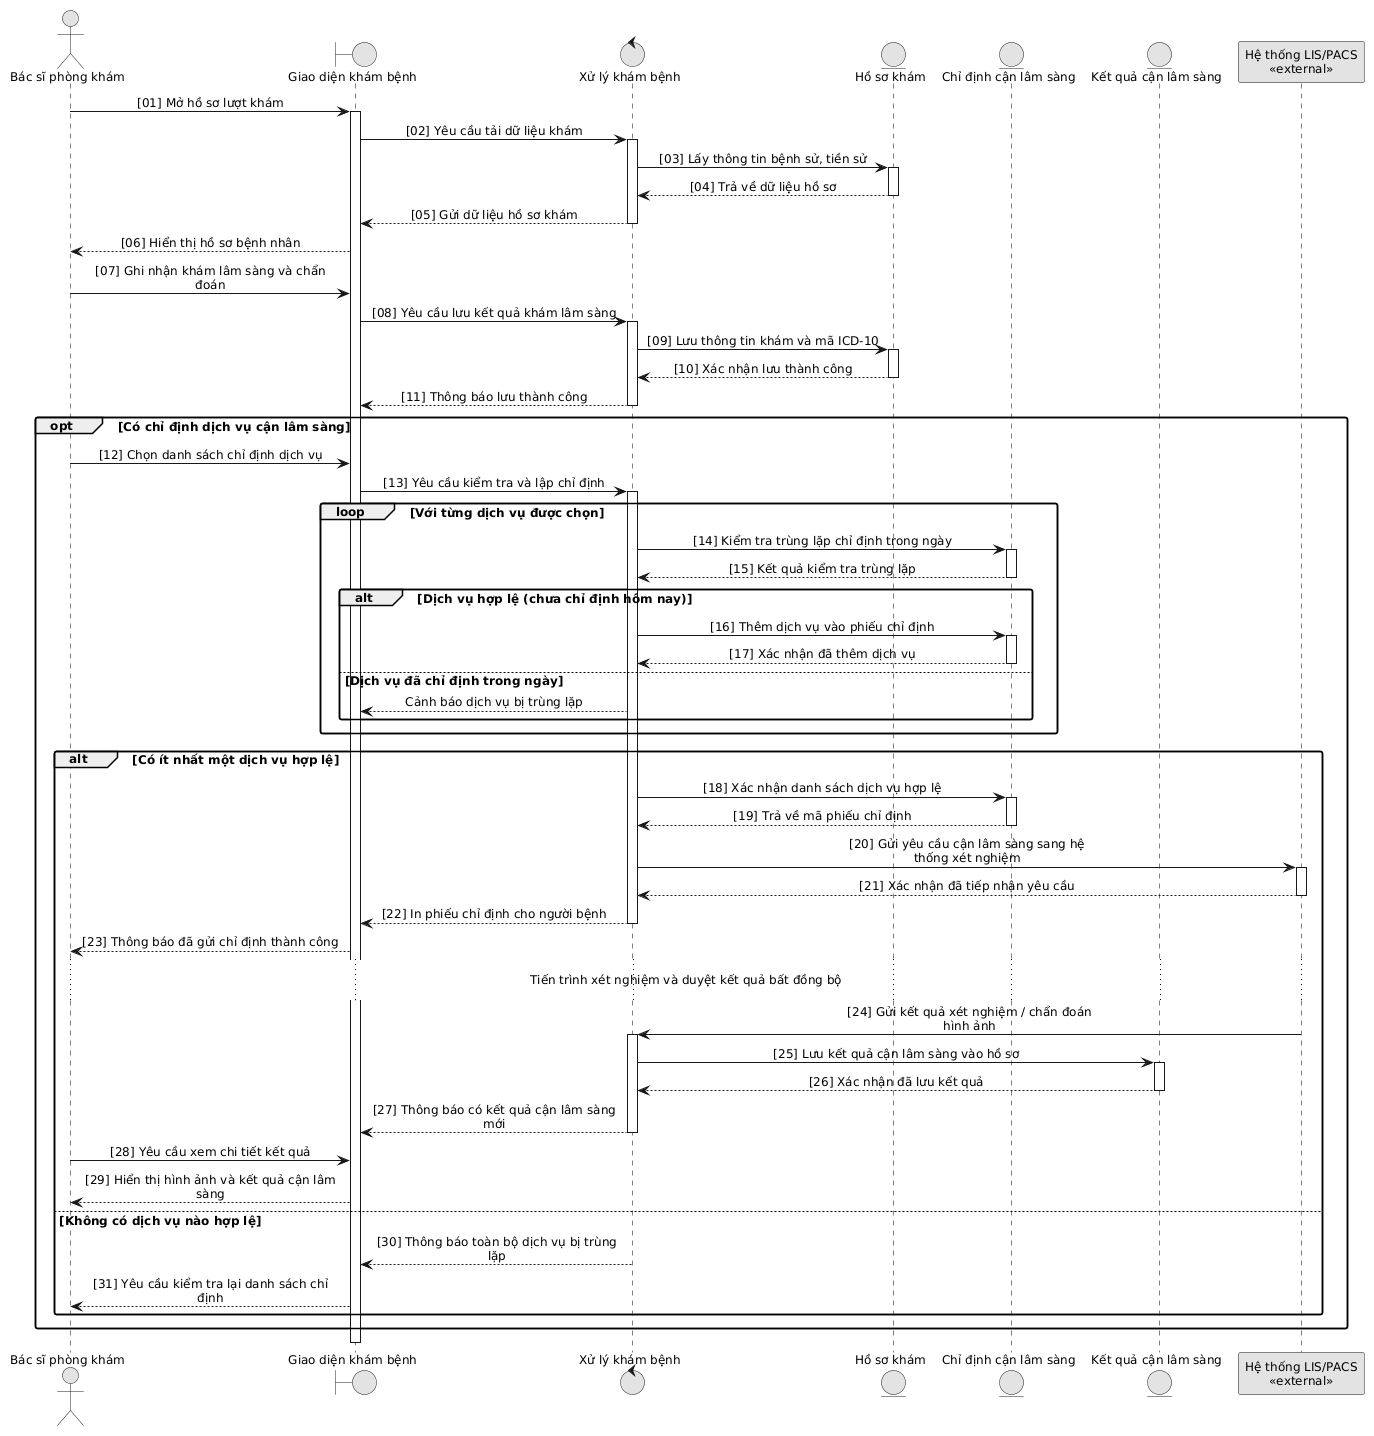 Bác sĩ phòng khám
Giao diện khám bệnh
Xử lý khám bệnh
Hồ sơ khám
Chỉ định cận lâm sàng
Kết quả cận lâm sàng
Hệ thống LIS/PACS
«external»
[01] Mở hồ sơ lượt khám
[02] Yêu cầu tải dữ liệu khám
[03] Lấy thông tin bệnh sử, tiền sử
[04] Trả về dữ liệu hồ sơ
[05] Gửi dữ liệu hồ sơ khám
[06] Hiển thị hồ sơ bệnh nhân
[07] Ghi nhận khám lâm sàng và chẩn
đoán
[08] Yêu cầu lưu kết quả khám lâm sàng
[09] Lưu thông tin khám và mã ICD-10
[10] Xác nhận lưu thành công
[11] Thông báo lưu thành công
opt
[Có chỉ định dịch vụ cận lâm sàng]
[12] Chọn danh sách chỉ định dịch vụ
[13] Yêu cầu kiểm tra và lập chỉ định
loop
[Với từng dịch vụ được chọn]
[14] Kiểm tra trùng lặp chỉ định trong ngày
[15] Kết quả kiểm tra trùng lặp
alt
[Dịch vụ hợp lệ (chưa chỉ định hôm nay)]
[16] Thêm dịch vụ vào phiếu chỉ định
[17] Xác nhận đã thêm dịch vụ
[Dịch vụ đã chỉ định trong ngày]
Cảnh báo dịch vụ bị trùng lặp
alt
[Có ít nhất một dịch vụ hợp lệ]
[18] Xác nhận danh sách dịch vụ hợp lệ
[19] Trả về mã phiếu chỉ định
[20] Gửi yêu cầu cận lâm sàng sang hệ
thống xét nghiệm
[21] Xác nhận đã tiếp nhận yêu cầu
[22] In phiếu chỉ định cho người bệnh
[23] Thông báo đã gửi chỉ định thành công
Tiến trình xét nghiệm và duyệt kết quả bất đồng bộ
[24] Gửi kết quả xét nghiệm / chẩn đoán
hình ảnh
[25] Lưu kết quả cận lâm sàng vào hồ sơ
[26] Xác nhận đã lưu kết quả
[27] Thông báo có kết quả cận lâm sàng
mới
[28] Yêu cầu xem chi tiết kết quả
[29] Hiển thị hình ảnh và kết quả cận lâm
sàng
[Không có dịch vụ nào hợp lệ]
[30] Thông báo toàn bộ dịch vụ bị trùng
lặp
[31] Yêu cầu kiểm tra lại danh sách chỉ
định
Bác sĩ phòng khám
Giao diện khám bệnh
Xử lý khám bệnh
Hồ sơ khám
Chỉ định cận lâm sàng
Kết quả cận lâm sàng
Hệ thống LIS/PACS
«external»